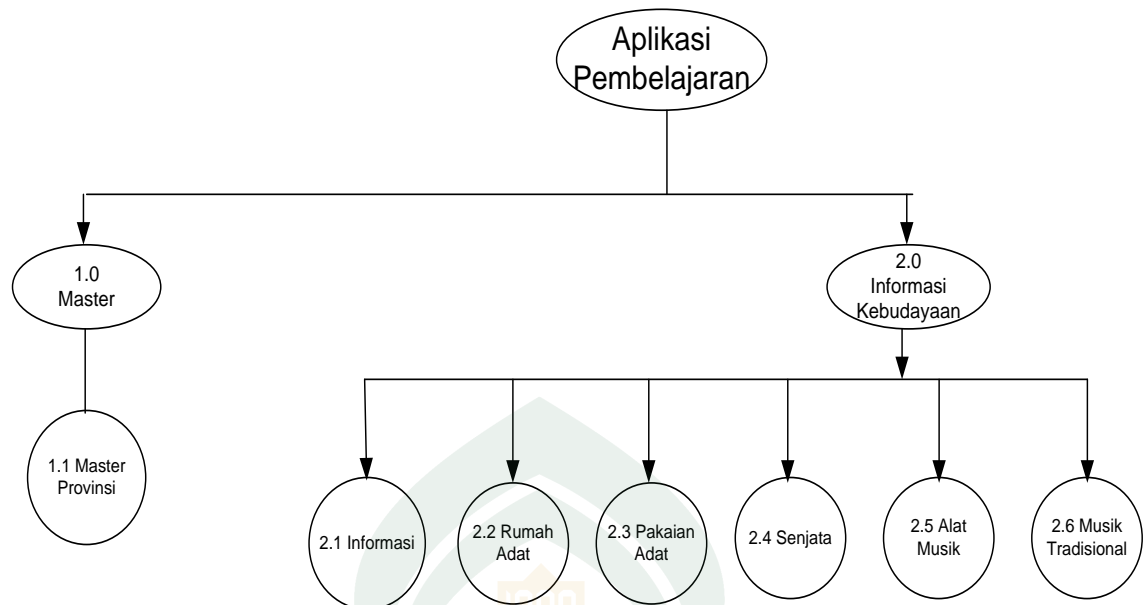 Aplikasi
Pembelajaran
1.0
Master
2.0
Informasi
Kebudayaan
1.1 Master
Provinsi
2.1 Informasi
2.2 Rumah
Adat
2.3 Pakaian
Adat
2.4 Senjata
2.5 Alat
Musik
2.6 Musik
Tradisional